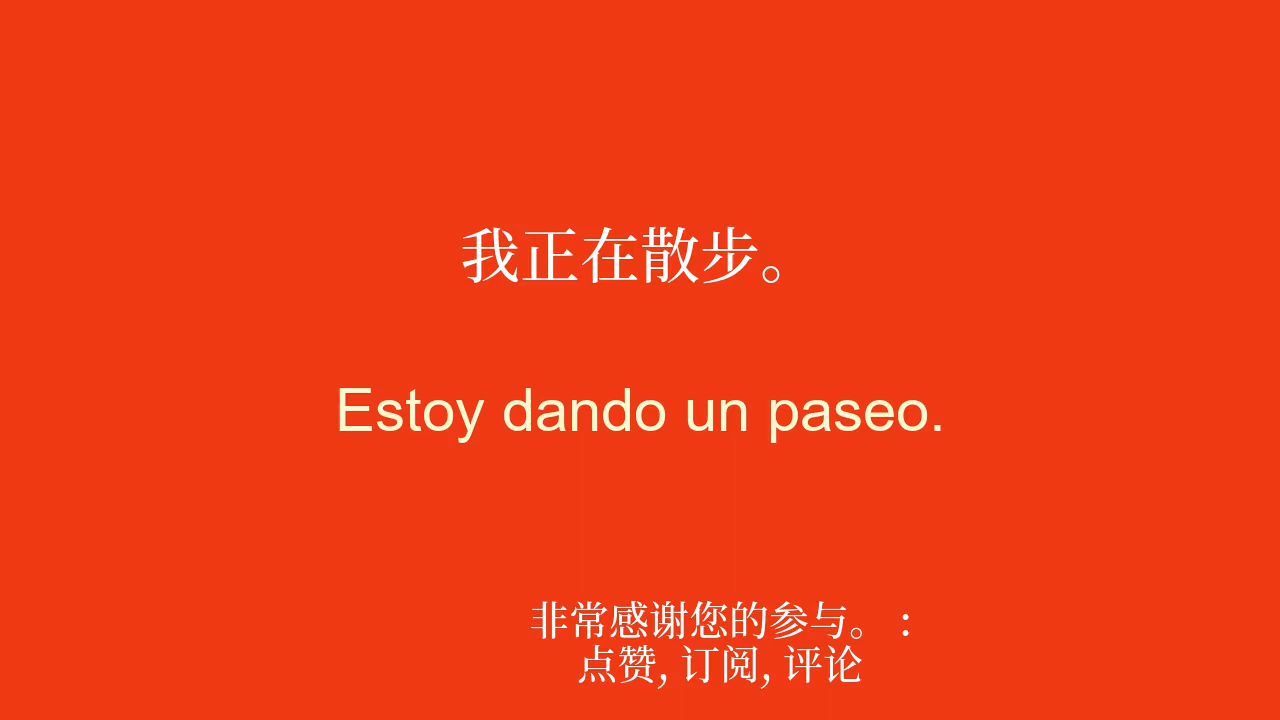 我正在散步。
Estoy dando un paseo.
非常感谢您的参与。 :
点赞, 订阅, 评论